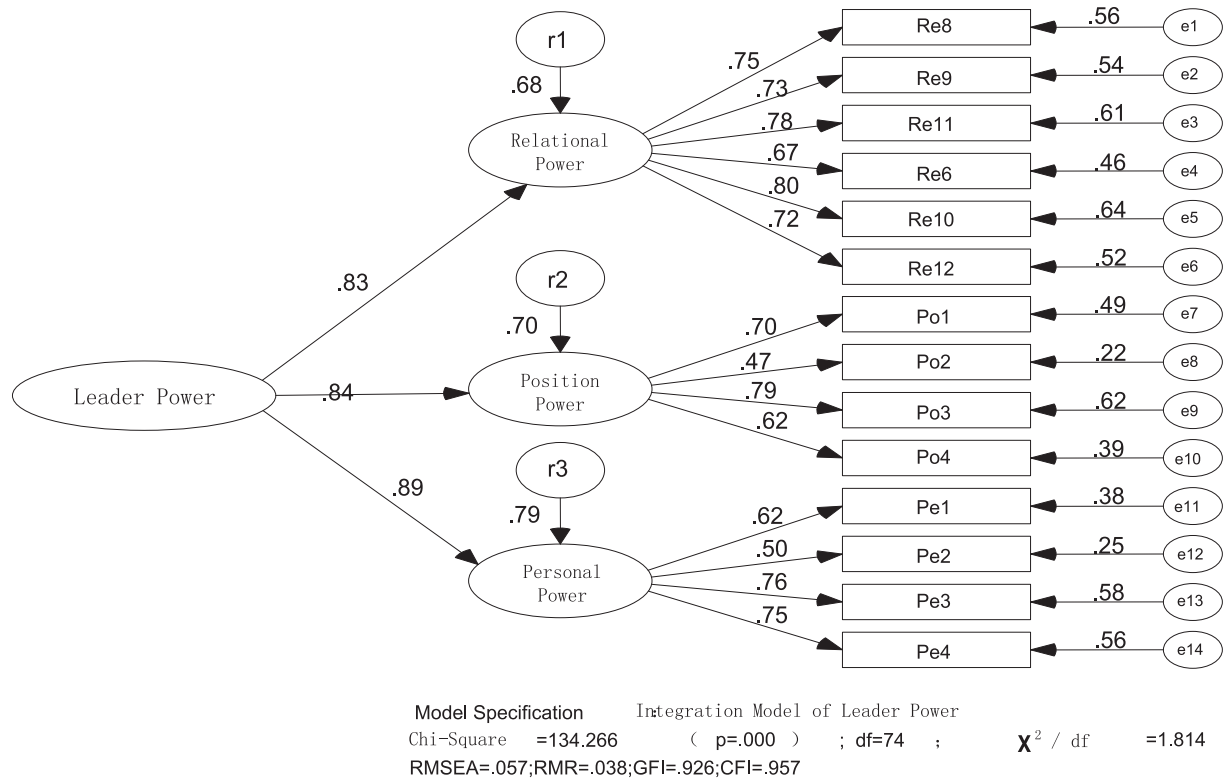 r1
.68
Relational
Power
.75
.73
.78
.67
.80
.72
Re8
Re9
Re11
Re6
Re10
Re12
.56
.54
.61
.46
.64
.52
e1
e2
e3
e4
e5
e6
.83
r2
.70
Leader Power
.84
Position
Power
.70
.47
.79
.62
Po1
Po2
Po3
Po4
.49
.22
.62
.39
e7
e8
e9
e10
.89
r3
.79
Personal
Power
.62
.50
.76
.75
Pe1
Pe2
Pe3
Pe4
.38
.25
.58
.56
e11
e12
e13
e14
Model Specification : Integration Model of Leader Power
Chi-Square =134.266 ( p=.000 ) ; df=74 ; X² / df =1.814
RMSEA=.057;RMR=.038;GFI=.926;CFI=.957